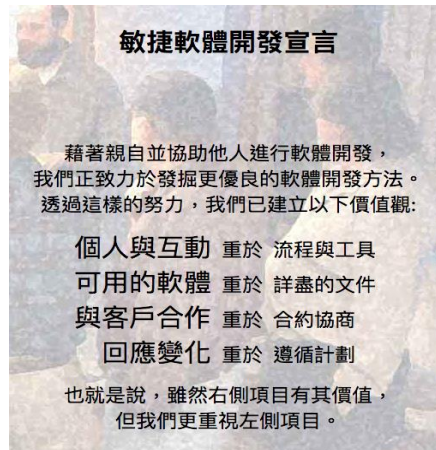 敏捷軟體開發宣言
藉著親自並協助他人進行軟體開發，
我們正致力於發掘更優良的軟體開發方法。
透過這樣的努力，我們已建立以下價值觀:
個人與互動 重於 流程與工具
可用的軟體 重於 詳盡的文件
與客戶合作 重於 合約協商
回應變化 重於 遵循計劃
也就是說，雖然右側項目有其價值，
但我們更重視左側項目。